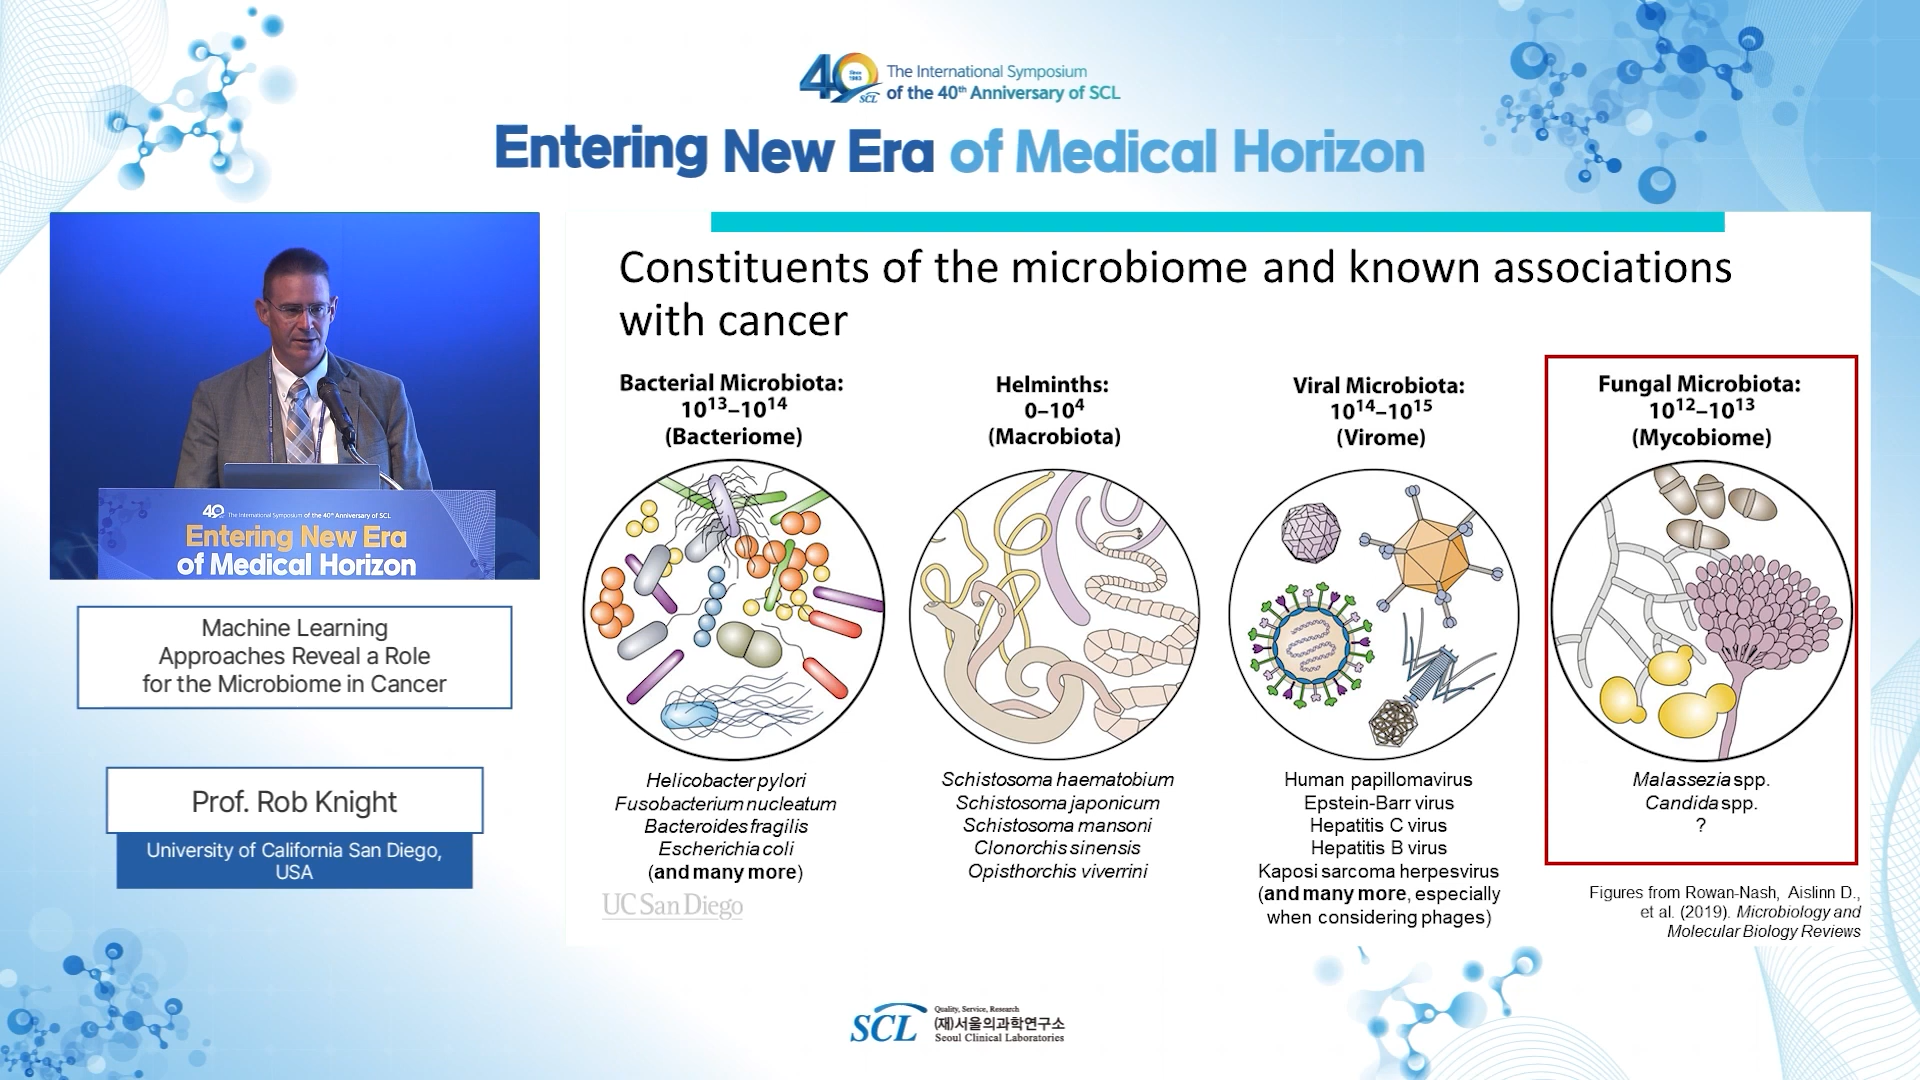 40
Since
1983
SCL
The International Symposium
of the 40th Anniversary of SCL
Entering New Era of Medical Horizon
40
The International Symposium of the 40th Anniversary of SCL
Entering New Era
of Medical Horizon
Machine Learning
Approaches Reveal a Role
for the Microbiome in Cancer
Prof. Rob Knight
University of California San Diego,
USA
Constituents of the microbiome and known associations
with cancer
Bacterial Microbiota:
10¹³–10¹⁴
(Bacteriome)
Helicobacter pylori
Fusobacterium nucleatum
Bacteroides fragilis
Escherichia coli
(and many more)
Helminths:
0–10⁴
(Macrobiota)
Schistosoma haematobium
Schistosoma japonicum
Schistosoma mansoni
Clonorchis sinensis
Opisthorchis viverrini
Viral Microbiota:
10¹⁴–10¹⁵
(Virome)
Human papillomavirus
Epstein-Barr virus
Hepatitis C virus
Hepatitis B virus
Kaposi sarcoma herpesvirus
(and many more, especially
when considering phages)
Fungal Microbiota:
10¹²–10¹³
(Mycobiome)
Malassezia spp.
Candida spp.
?
UC San Diego
Figures from Rowan-Nash, Aislinn D.,
et al. (2019). Microbiology and
Molecular Biology Reviews
SCL
Quality, Service, Research
(재)서울의과학연구소
Seoul Clinical Laboratories